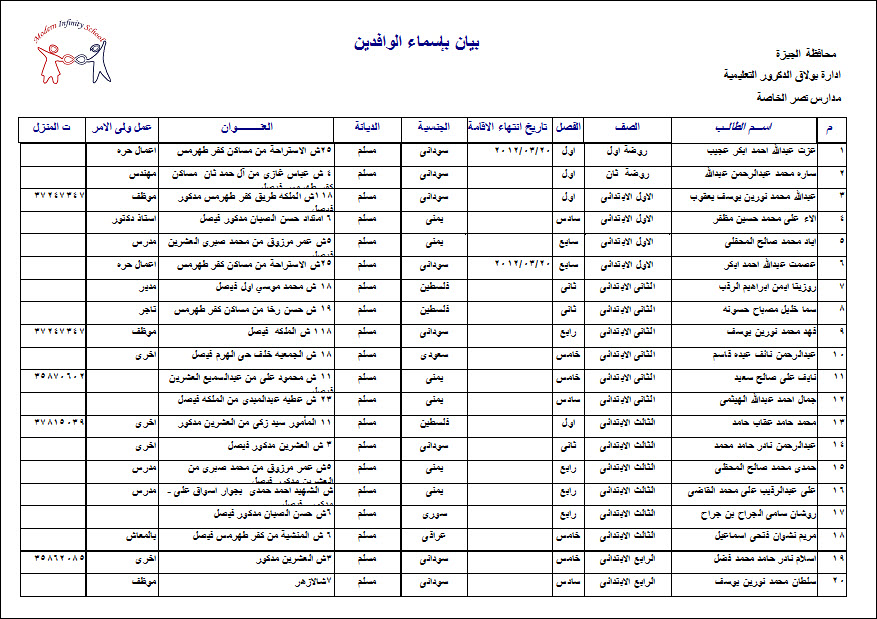 Modern Infinity School
بيان بإسماء الوافدين
محافظة الجيزة
ادارة بولاق الدكرور التعليمية
مدارس نصر الخاصة
م اســم الطالــب الصف الفصل تاريخ انتهاء الاقامة الجنسية الديانة العنـــــــوان عمل ولى الامر ت المنزل
١ عزت عبدالله احمد ابكر عجيب روضة اول اول ٢٠١٢/٠٣/٢٠ سودانى مسلم ٢٥ش الاستراحة من مساكن كفر طهرمس اعمال حره
٢ ساره محمد عبدالرحمن عبدالله روضة ثان اول سودانى مسلم ٤ ش عباس غازى من آل حمد ثان مساكن كفر طهرمس فيصل مهندس
٣ عبدالله محمد نورين يوسف يعقوب الاول الابتدائى اول سودانى مسلم ١١٨ش الملكه طريق كفر طهرمس مدكور فيصل موظف ٣٧٢٤٧٣٤٧
٤ الاء على محمد حسين مظفر الاول الابتدائى سادس يمنى مسلم ٦ امتداد حسن الصبان مدكور فيصل استاذ دكتور
٥ اياد محمد صالح المحقلى الاول الابتدائى سابع يمنى مسلم ٥ش عمر مرزوق من محمد صبرى العشرين مدرس
٦ عصمت عبدالله احمد ابكر الاول الابتدائى سابع ٢٠١٢/٠٣/٢٠ سودانى مسلم ٢٥ش الاستراحة من مساكن كفر طهرمس اعمال حره
٧ روزيتا ايمن ابراهيم الرقب الثانى الابتدائى ثانى فلسطين مسلم ١٨ ش محمد موسي اول فيصل مدير
٨ سما خليل مصباح حسونه الثانى الابتدائى ثانى فلسطين مسلم ١٩ ش حسن رخا من مساكن كفر طهرمس تاجر
٩ فهد محمد نورين يوسف الثانى الابتدائى رابع سودانى مسلم ١١٨ ش الملكه فيصل موظف ٣٧٢٤٧٣٤٧
١٠ عبدالرحمن نائف عبده قاسم الثانى الابتدائى خامس سعودى مسلم ١٨ ش الجمعيه خلف حى الهرم فيصل اخرى
١١ نايف على صالح سعيد الثانى الابتدائى خامس يمنى مسلم ١١ ش محمود على من عبدالسميع العشرين فيصل ٣٥٨٧٠٦٠٢
١٢ جمال احمد عبدالله الهيثمى الثانى الابتدائى سادس يمنى مسلم ٢٣ ش عطيه عبدالمبدى من الملكه فيصل
١٣ محمد حامد عقاب حامد الثالث الابتدائى اول فلسطين مسلم ١١ المأمور سيد زكى من العشرين مدكور اخرى ٣٧٨١٥٠٣٩
١٤ عبدالرحمن نادر حامد محمد الثالث الابتدائى ثانى سودانى مسلم ٣ ش العشرين مدكور فيصل اخرى
١٥ حمدى محمد صالح المحظى الثالث الابتدائى رابع يمنى مسلم ٥ش عمر مرزوق من محمد صبرى من العشرين مدكور فيصل مدرس
١٦ على عبدالرقيب على محمد القاضى الثالث الابتدائى رابع يمنى مسلم ش الشهيد احمد حمدى بجوار اسواق على - مدرس
١٧ روشان سامى الجراح بن جراح الثالث الابتدائى رابع سورى مسلم ٦ش حسن الصبان مدكور فيصل
١٨ مريم نشوان فتحى اسماعيل الثالث الابتدائى خامس عراقى مسلم ٦ ش المنشية من كفر طهرمس فيصل بالمعاش
١٩ اسلام نادر حامد محمد فضل الرابع الابتدائى خامس سودانى مسلم ٣ش العشرين مدكور اخرى ٣٥٨٦٢٠٨٥
٢٠ سلطان محمد نورين يوسف الرابع الابتدائى سادس سودانى مسلم ٧شالازهر موظف